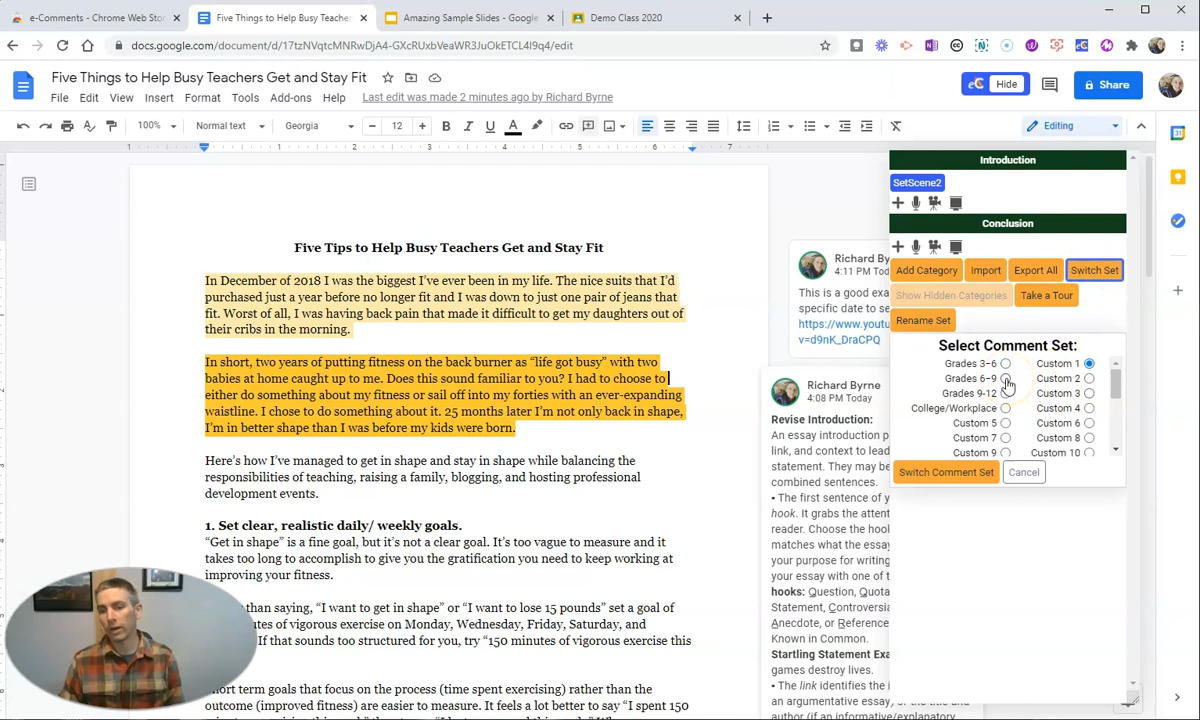 e-Comments - Chrome Web Stor
Five Things to Help Busy Teacher
Amazing Sample Slides - Google
Demo Class 2020
docs.google.com/document/d/17tzNVqtcMNRwDjA4-GXcRUxbVeaWR3JuOkETCL4I9q4/edit
Five Things to Help Busy Teachers Get and Stay Fit
eC Hide
Share
File Edit View Insert Format Tools Add-ons Help Last edit was made 2 minutes ago by Richard Byrne
100% Normal text Georgia 12 B I U A Editing
1 1 2 3 4 5 6 7
Five Tips to Help Busy Teachers Get and Stay Fit
In December of 2018 I was the biggest I've ever been in my life. The nice suits that I'd
purchased just a year before no longer fit and I was down to just one pair of jeans that
fit. Worst of all, I was having back pain that made it difficult to get my daughters out of
their cribs in the morning.
In short, two years of putting fitness on the back burner as "life got busy" with two
babies at home caught up to me. Does this sound familiar to you? I had to choose to
either do something about my fitness or sail off into my forties with an ever-expanding
waistline. I chose to do something about it. 25 months later I'm not only back in shape,
I'm in better shape than I was before my kids were born.
Here's how I've managed to get in shape and stay in shape while balancing the
responsibilities of teaching, raising a family, blogging, and hosting professional
development events.
1. Set clear, realistic daily/ weekly goals.
"Get in shape" is a fine goal, but it's not a clear goal. It's too vague to measure and it
takes too long to accomplish to give you the gratification you need to keep working at
improving your fitness.
than saying, "I want to get in shape" or "I want to lose 15 pounds" set a goal of
utes of vigorous exercise on Monday, Wednesday, Friday, Saturday, and
If that sounds too structured for you, try "150 minutes of vigorous exercise this
ort term goals that focus on the process (time spent exercising) rather than the
outcome (improved fitness) are easier to measure. It feels a lot better to say "I spent 150
Richard By
4:11 PM Tod
This is a good exa
specific date to se
https://www.youtu
v=d9nK_DraCPQ
Richard Byrne
4:08 PM Today
Revise Introduction:
An essay introduction p
link, and context to lead
statement. They may be
combined sentences.
• The first sentence of y
hook. It grabs the attent
reader. Choose the hook
matches what the essay
your purpose for writing
your essay with one of t
hooks: Question, Quota
Statement, Controversia
Anecdote, or Reference
Known in Common.
Startling Statement Exa
games destroy lives.
• The link identifies the i
an argumentative essay,
author (if an informative/explanatory
Introduction
SetScene2
Conclusion
Add Category Import Export All Switch Set
Show Hidden Categories Take a Tour
Rename Set
Select Comment Set:
Grades 3-6 Custom 1
Grades 6-9 Custom 2
Grades 9-12 Custom 3
College/Workplace Custom 4
Custom 5 Custom 6
Custom 7 Custom 8
Custom 9 Custom 10
Switch Comment Set Cancel